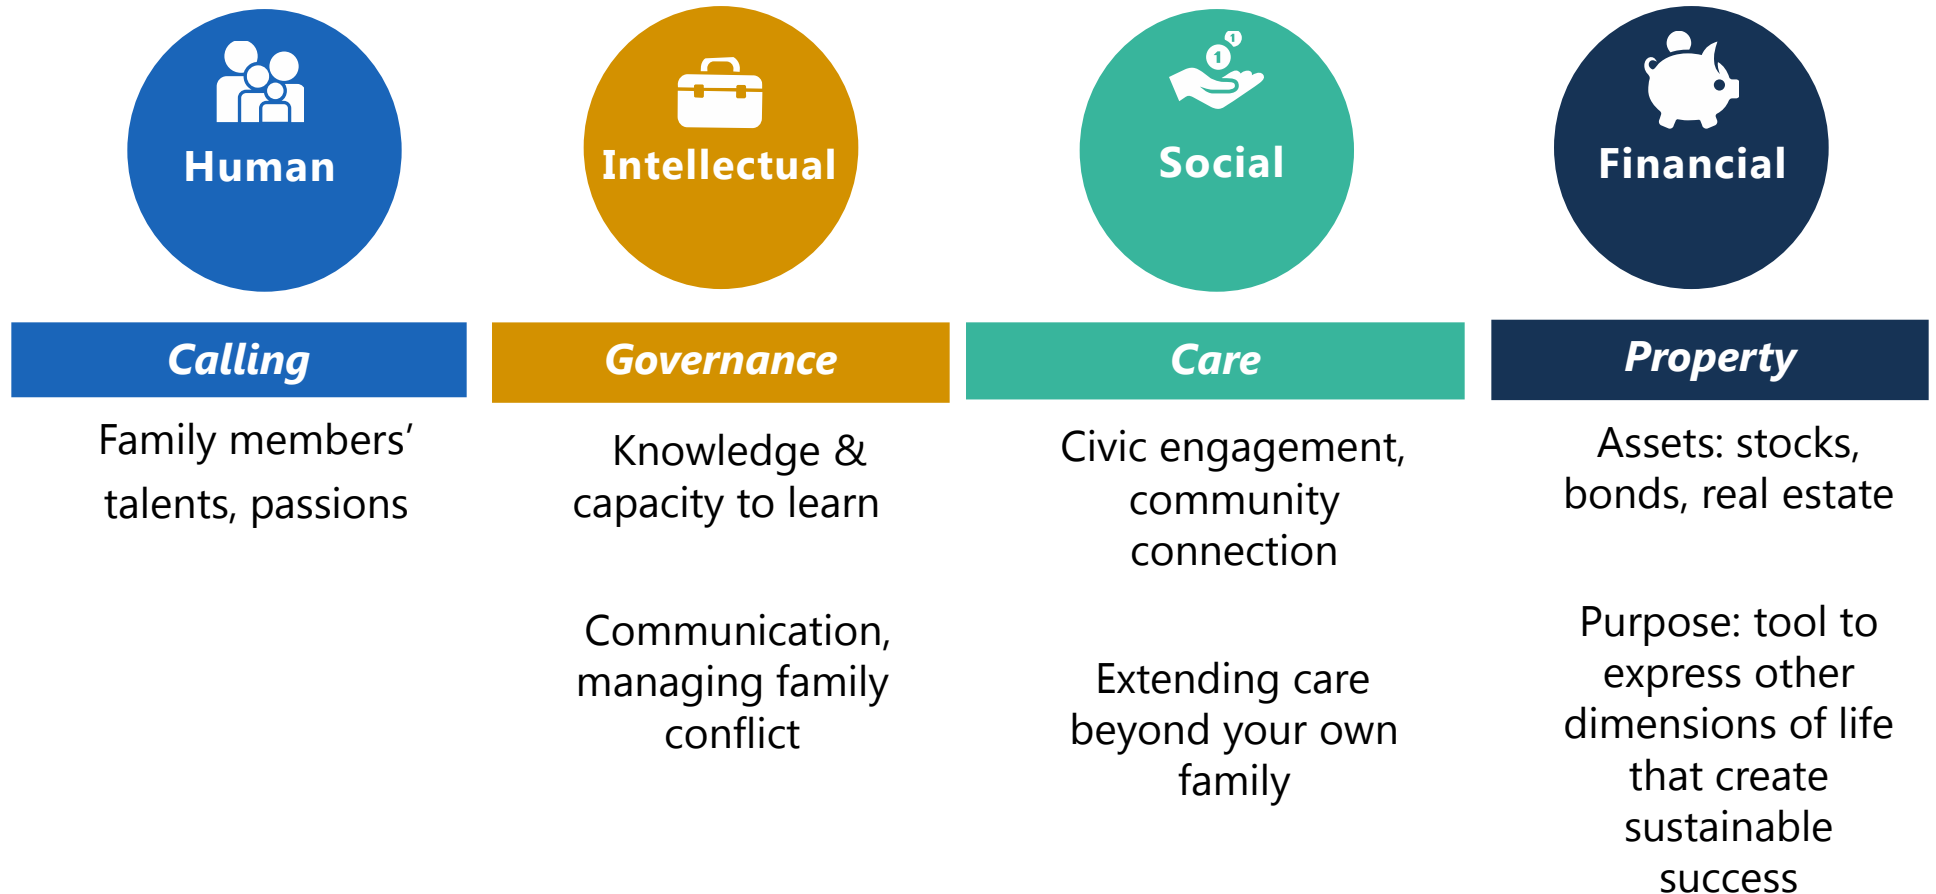 1
1
Human
Intellectual
Social
Financial
Calling
Governance
Care
Property
Family members’
talents, passions
Knowledge &
capacity to learn
Communication,
managing family
conflict
Civic engagement,
community
connection
Extending care
beyond your own
family
Assets: stocks,
bonds, real estate
Purpose: tool to
express other
dimensions of life
that create
sustainable
success